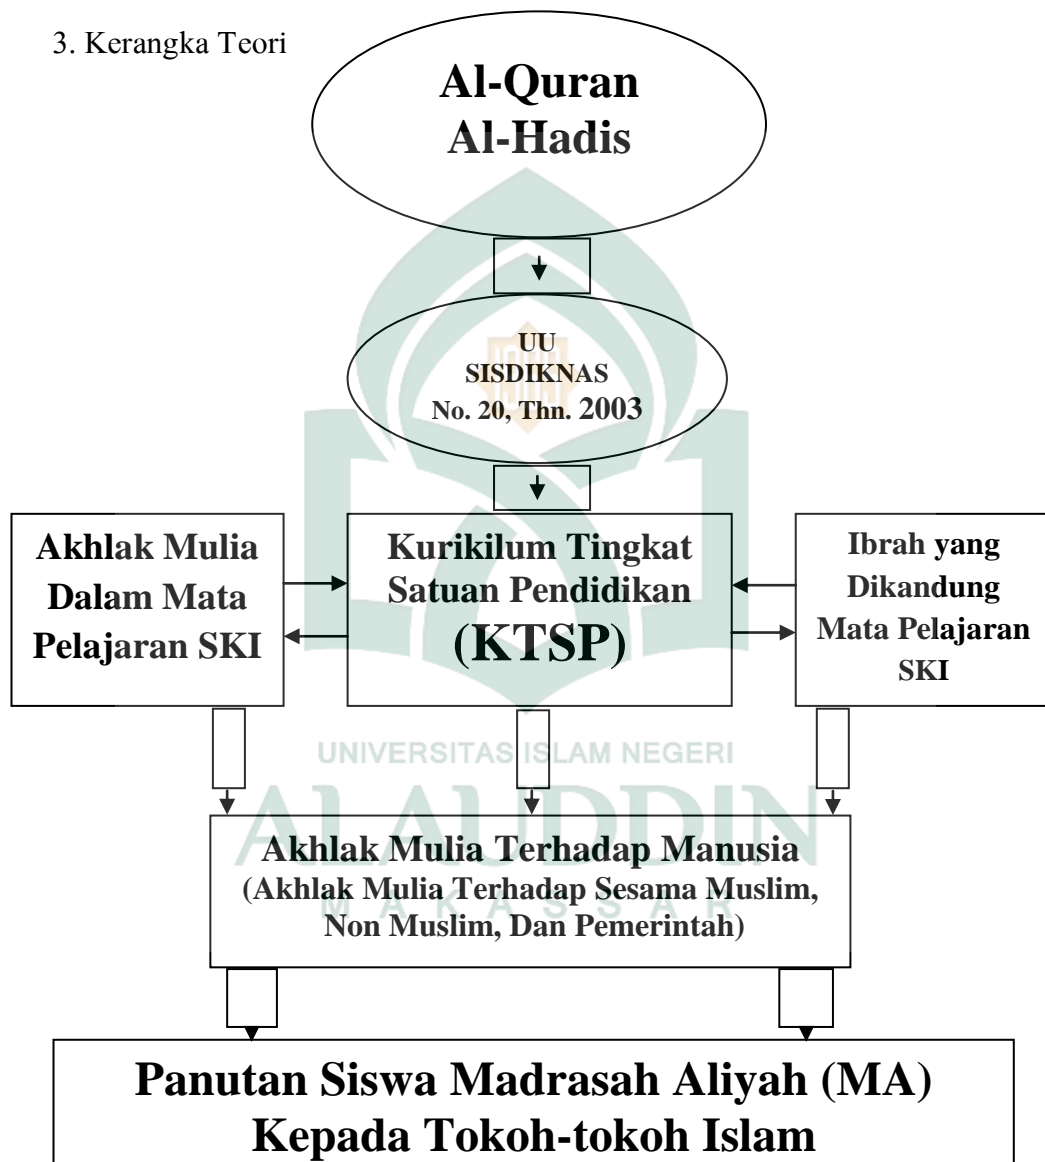 3. Kerangka Teori
Al-Quran
Al-Hadis
UU
SISDIKNAS
No. 20, Thn. 2003
Akhlak Mulia
Dalam Mata
Pelajaran SKI
Kurikilum Tingkat
Satuan Pendidikan
(KTSP)
Ibrah yang
Dikandung
Mata Pelajaran
SKI
UNIVERSITAS ISLAM NEGERI
ALAUDDIN
MAKASSAR
Akhlak Mulia Terhadap Manusia
(Akhlak Mulia Terhadap Sesama Muslim,
Non Muslim, Dan Pemerintah)
Panutan Siswa Madrasah Aliyah (MA)
Kepada Tokoh-tokoh Islam